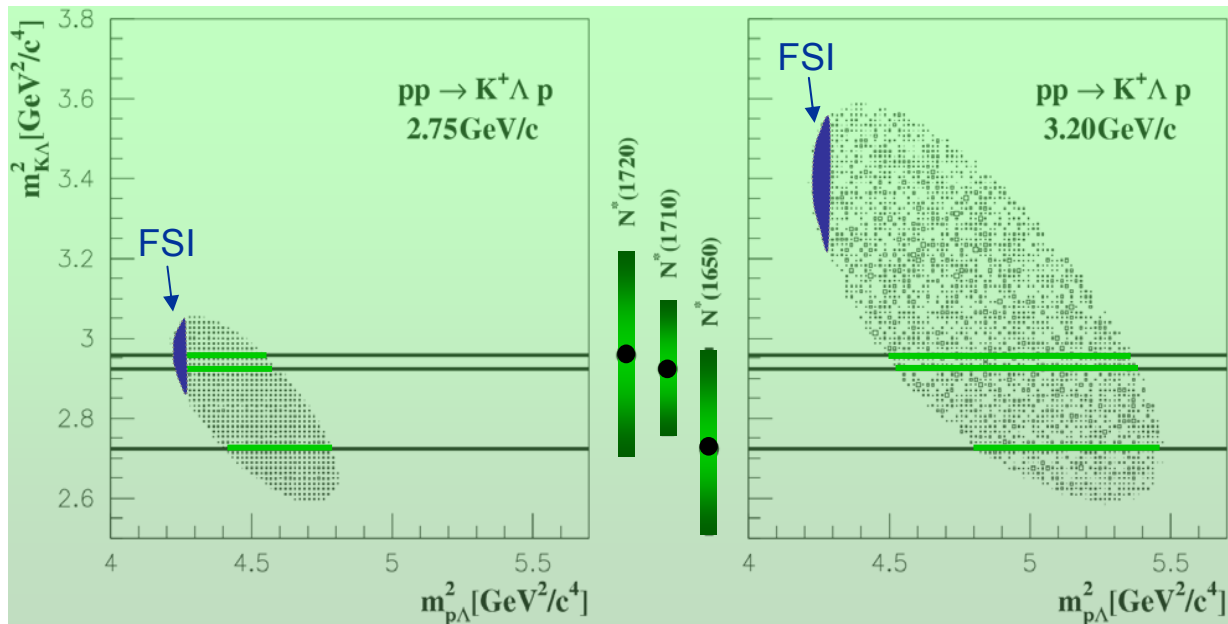 m²KΛ[GeV²/c⁴]
3.8
3.6
3.4
3.2
3
2.8
2.6
4
4.5
5
5.5
m²pΛ[GeV²/c⁴]
pp → K⁺Λ p
2.75GeV/c
FSI
N* (1720)
N* (1710)
N* (1650)
FSI
pp → K⁺Λ p
3.20GeV/c
4
4.5
5
5.5
m²pΛ[GeV²/c⁴]